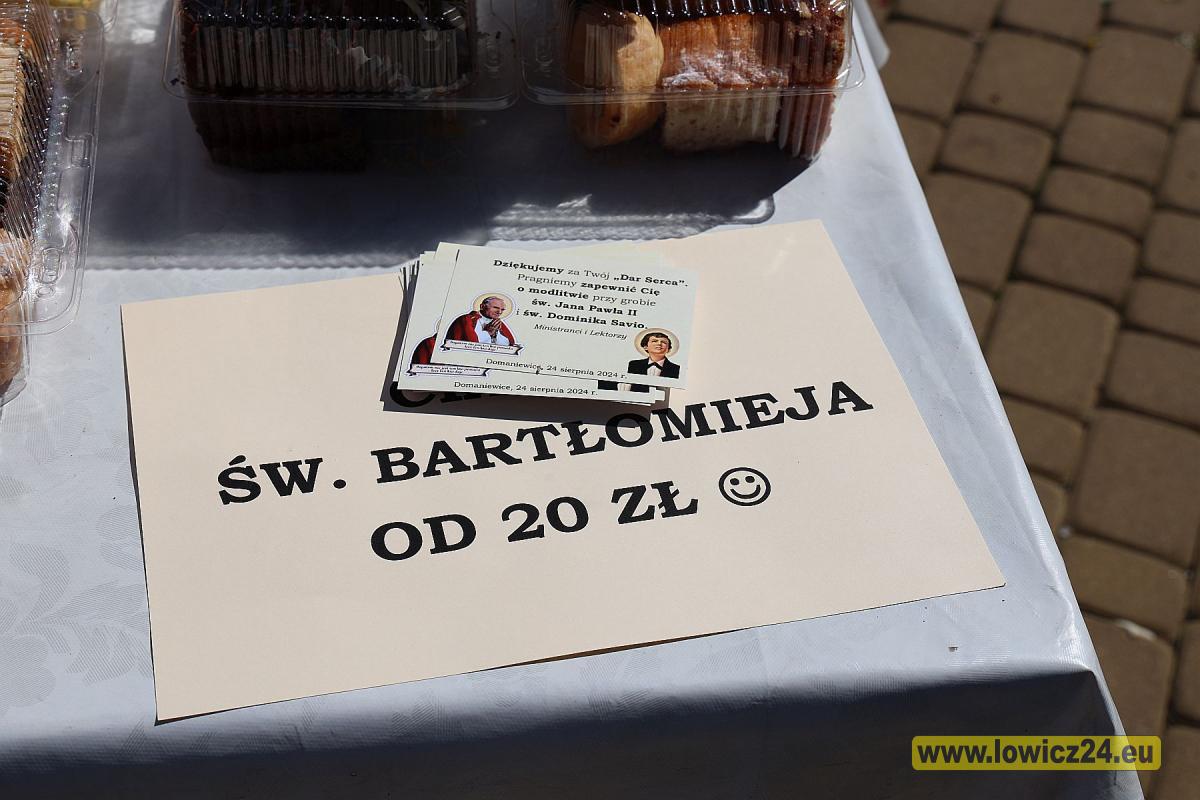 Dziękujemy za Twój „Dar Serca”.
Pragniemy zapewnić Cię
o modlitwie przy grobie
św. Jana Pawła II
i św. Dominika Savio.
Ministranci i Lektorzy
Domaniewice, 24 sierpnia 2024 r.
Domaniewice, 24 sierpnia 2024 r.
ŚW. BARTŁOMIEJA
OD 20 ZŁ ☺
www.lowicz24.eu